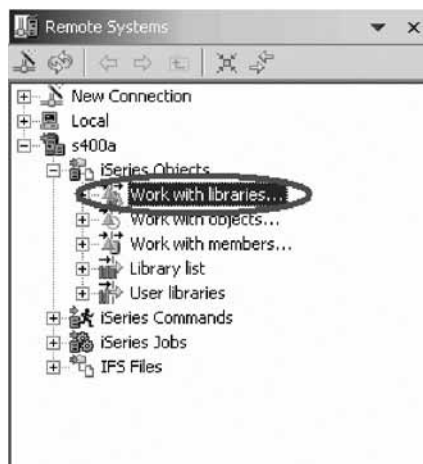 Remote Systems
New Connection
Local
s400a
iSeries Objects
Work with libraries...
Work with objects...
Work with members...
Library list
User libraries
iSeries Commands
iSeries Jobs
IFS Files